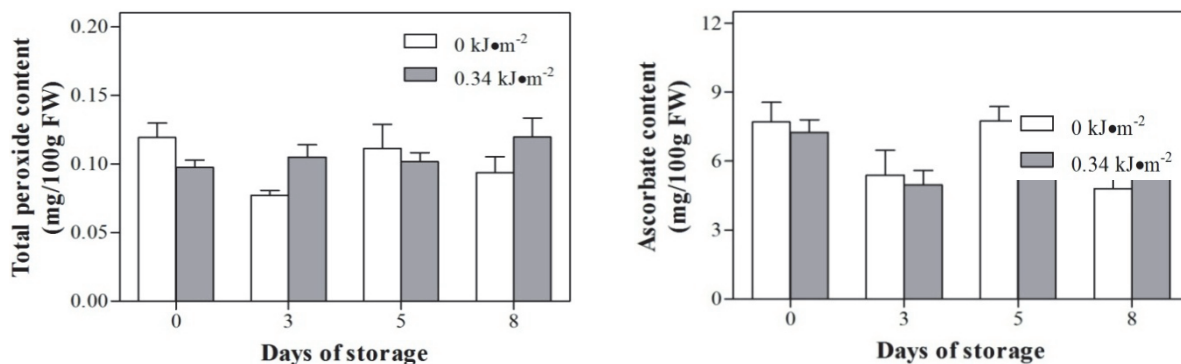 Total peroxide content
(mg/100g FW)
0.20
0.15
0.10
0.05
0.00
0 kJ•m⁻²
0.34 kJ•m⁻²
0
3
5
8
Days of storage
Ascorbate content
(mg/100g FW)
12
9
6
3
0
0 kJ•m⁻²
0.34 kJ•m⁻²
0
3
5
8
Days of storage